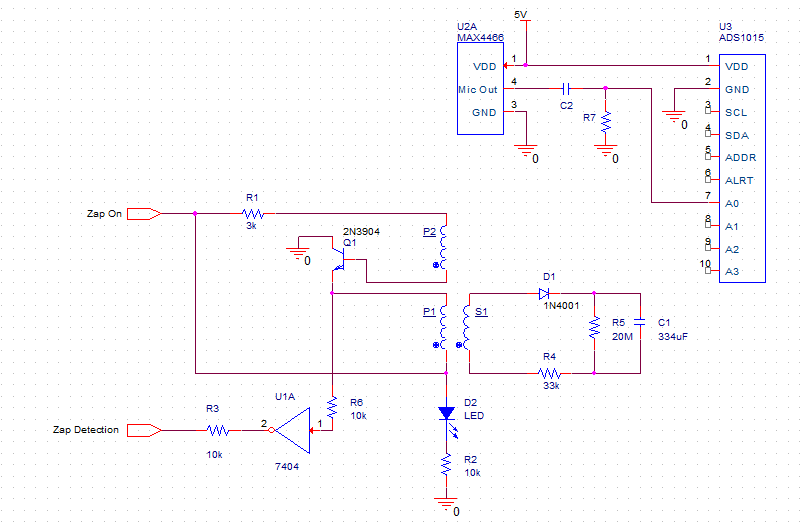 5V
U2A
MAX4466
U3
ADS1015
VDD 1
1 VDD
Mic Out 4
2 GND
C2
GND 3
3 SCL
R7
0
4 SDA
0
0
5 ADDR
6 ALRT
7 A0
8 A1
9 A2
10 A3
R1
Zap On
3k
2N3904
Q1
P2
0
D1
1N4001
P1
S1
R5
20M
C1
334uF
R4
33k
U1A
R6
10k
D2
LED
R3
2
1
Zap Detection
10k
7404
R2
10k
0